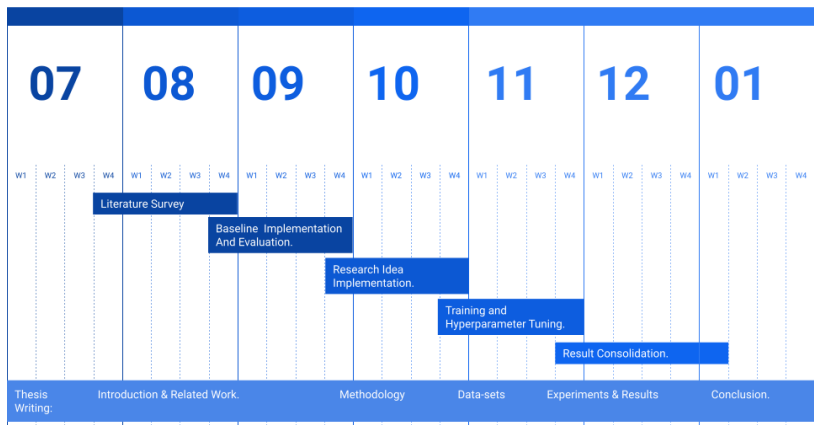 07 08 09 10 11 12 01
W1 W2 W3 W4 W1 W2 W3 W4 W1 W2 W3 W4 W1 W2 W3 W4 W1 W2 W3 W4 W1 W2 W3 W4 W1 W2 W3 W4
Literature Survey
Baseline Implementation
And Evaluation.
Research Idea
Implementation.
Training and
Hyperparameter Tuning.
Result Consolidation.
Thesis Introduction & Related Work. Methodology Data-sets Experiments & Results Conclusion.
Writing: